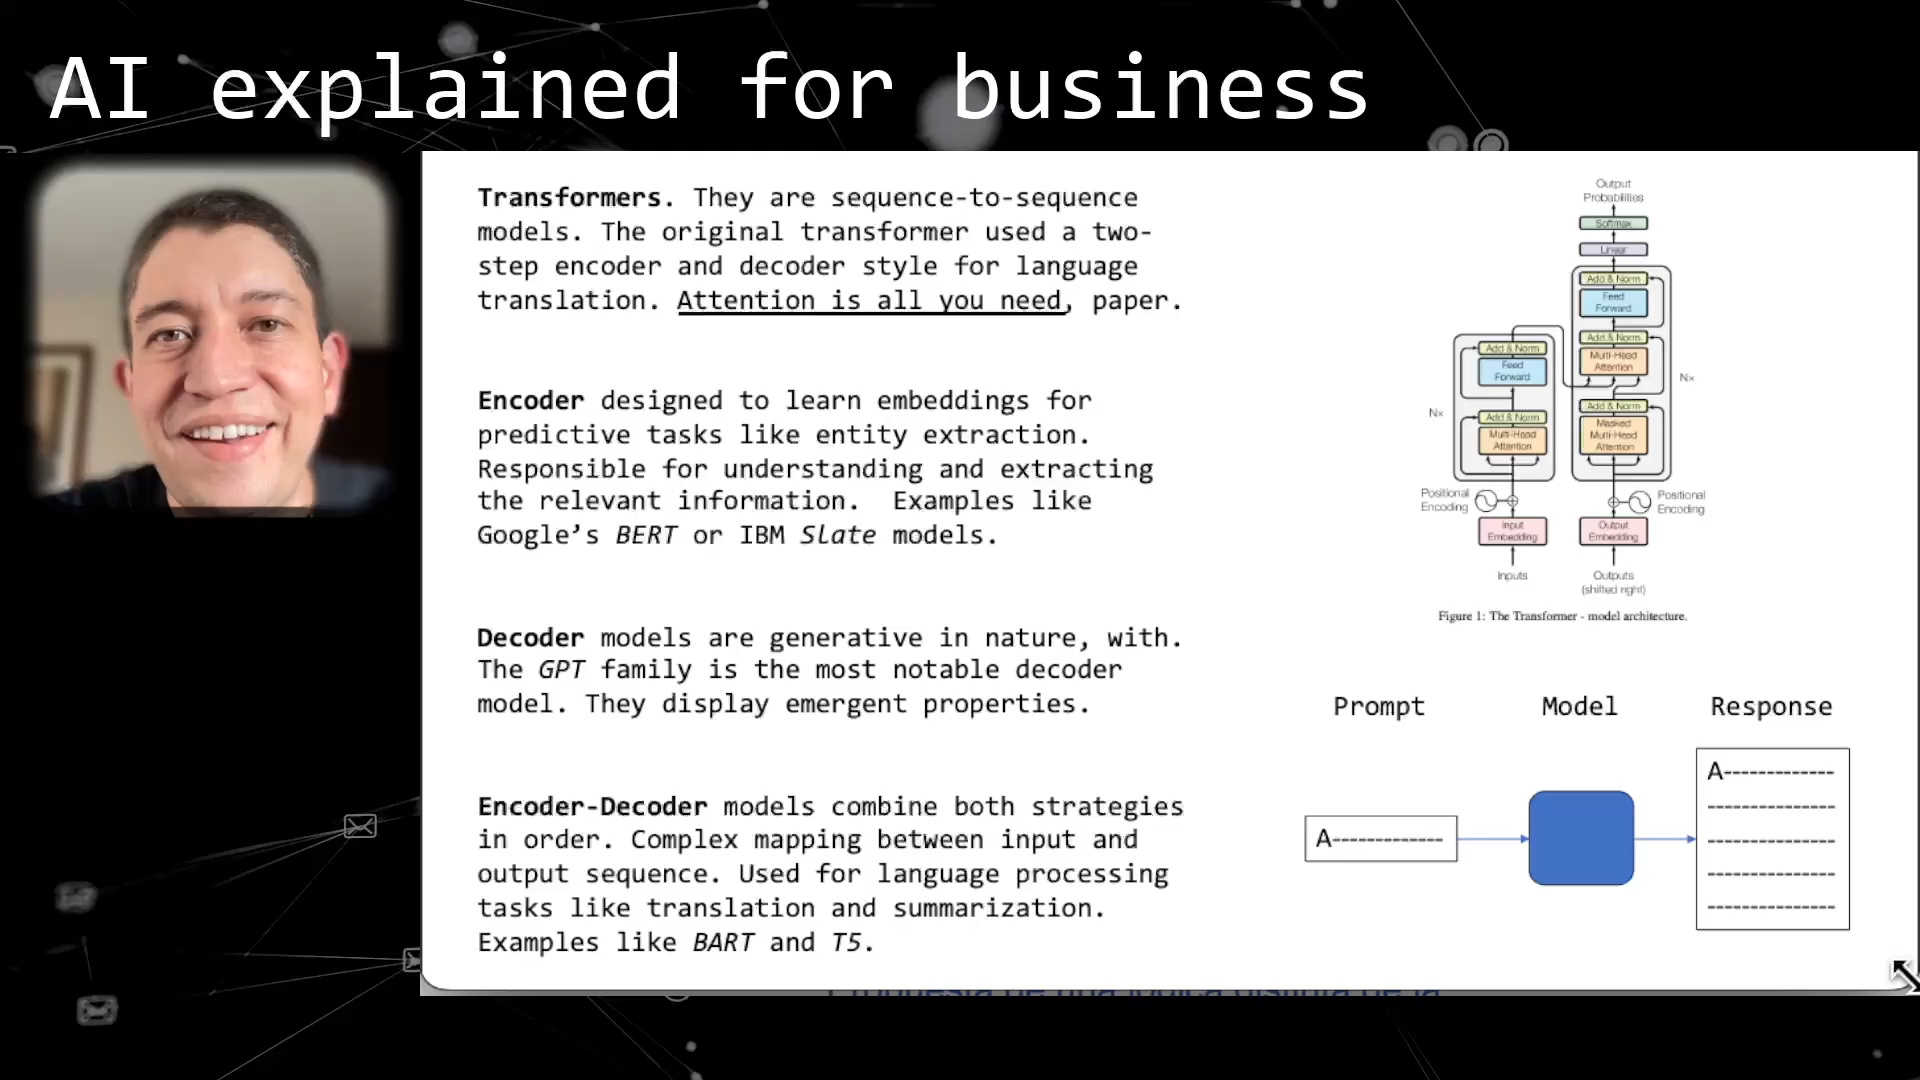 AI explained for business
Transformers. They are sequence-to-sequence
models. The original transformer used a two-
step encoder and decoder style for language
translation. Attention is all you need, paper.
Encoder designed to learn embeddings for
predictive tasks like entity extraction.
Responsible for understanding and extracting
the relevant information. Examples like
Google’s BERT or IBM Slate models.
Decoder models are generative in nature, with.
The GPT family is the most notable decoder
model. They display emergent properties.
Encoder-Decoder models combine both strategies
in order. Complex mapping between input and
output sequence. Used for language processing
tasks like translation and summarization.
Examples like BART and T5.
Output
Probabilities
Softmax
Linear
Add & Norm
Feed
Forward
Add & Norm
Multi-Head
Attention
Add & Norm
Masked
Multi-Head
Attention
Nx
Add & Norm
Feed
Forward
Add & Norm
Multi-Head
Attention
Nx
Positional
Encoding
Positional
Encoding
Input
Embedding
Output
Embedding
Inputs
Outputs
(shifted right)
Figure 1: The Transformer - model architecture.
Prompt
Model
Response
A-------------
A-------------
---------------
---------------
---------------
---------------